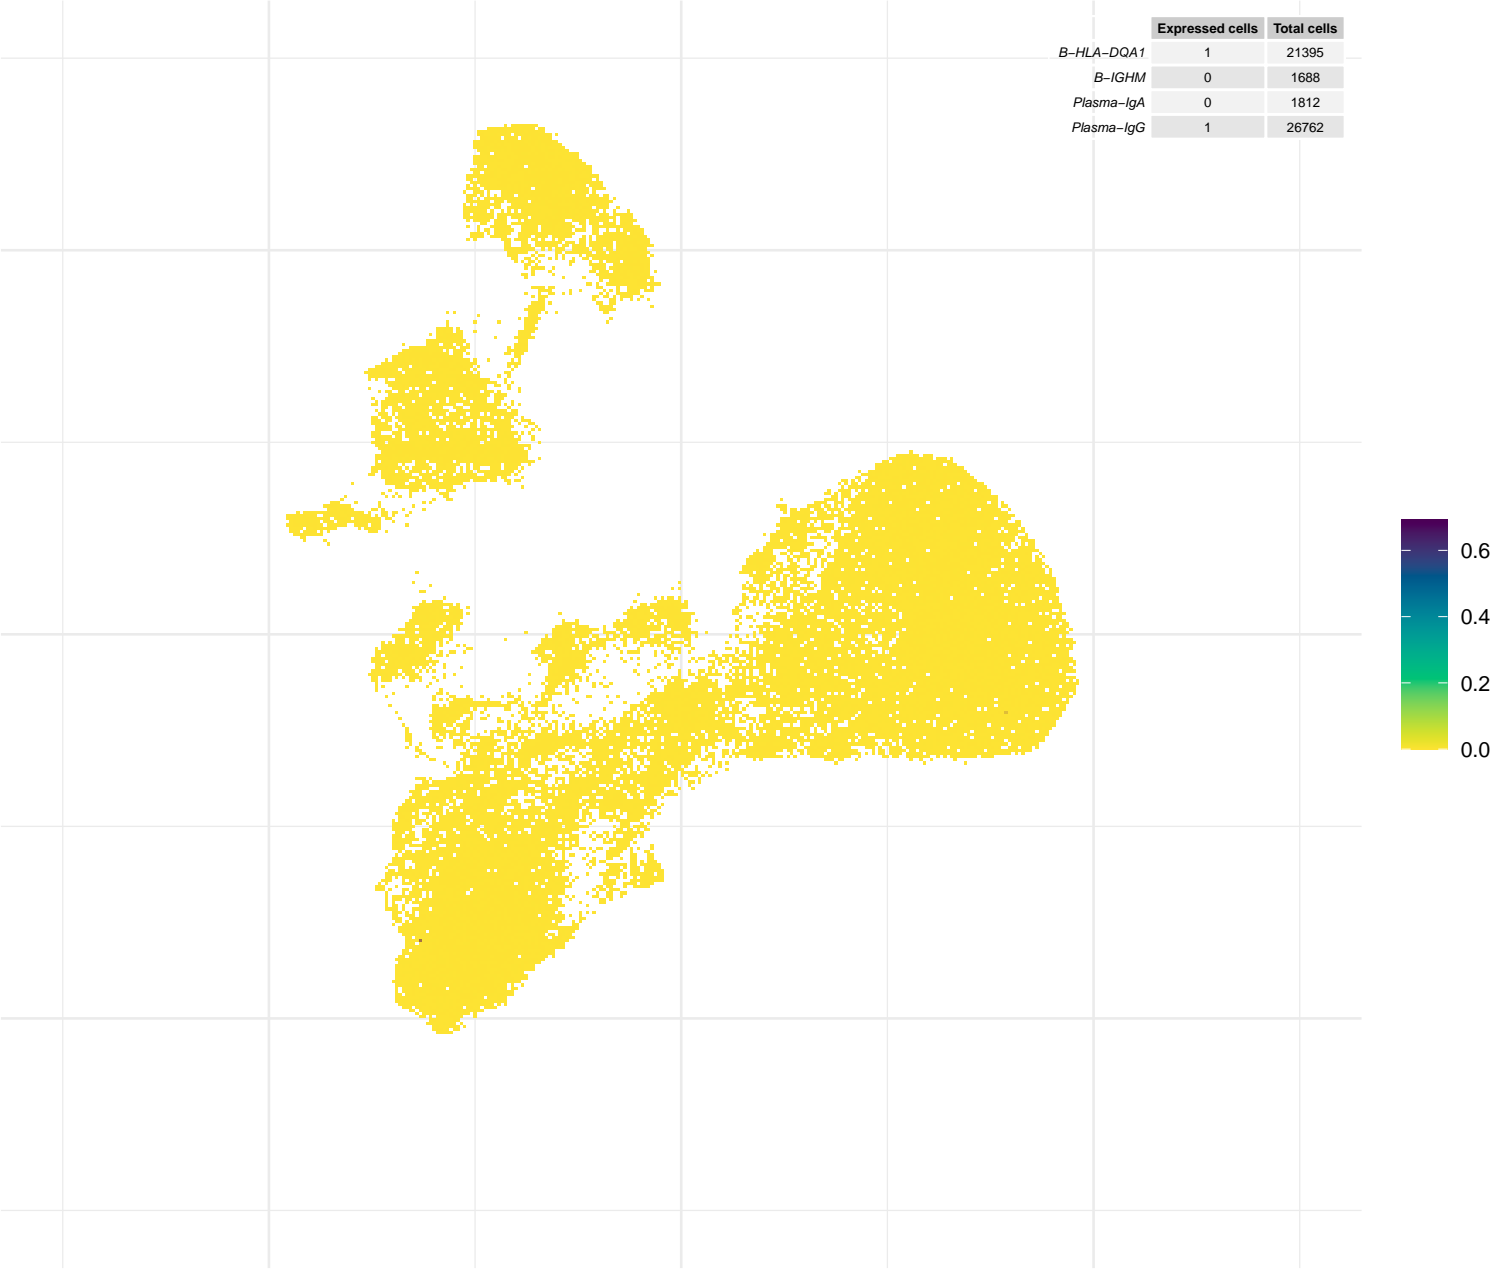 Expressed cells Total cells
B−HLA−DQA1 1 21395
B−IGHM 0 1688
Plasma−IgA 0 1812
Plasma−IgG 1 26762
0.6
0.4
0.2
0.0